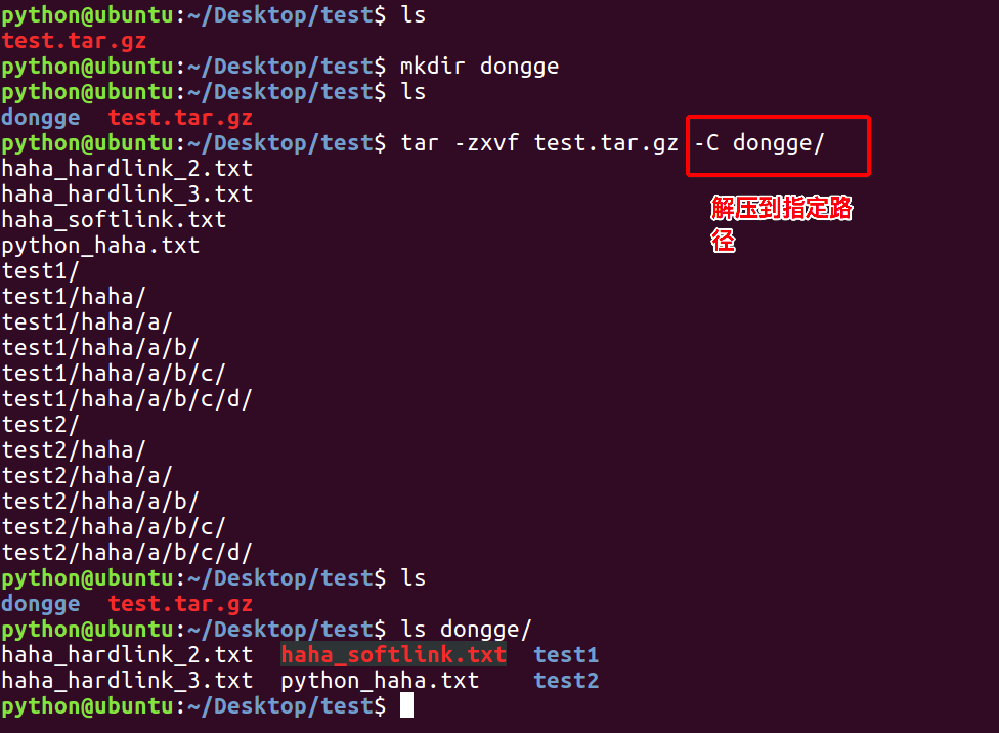 python@ubuntu:~/Desktop/test$ ls
test.tar.gz
python@ubuntu:~/Desktop/test$ mkdir dongge
python@ubuntu:~/Desktop/test$ ls
dongge  test.tar.gz
python@ubuntu:~/Desktop/test$ tar -zxvf test.tar.gz -C dongge/
haha_hardlink_2.txt
haha_hardlink_3.txt
解压到指定路
haha_softlink.txt
径
python_haha.txt
test1/
test1/haha/
test1/haha/a/
test1/haha/a/b/
test1/haha/a/b/c/
test1/haha/a/b/c/d/
test2/
test2/haha/
test2/haha/a/
test2/haha/a/b/
test2/haha/a/b/c/
test2/haha/a/b/c/d/
python@ubuntu:~/Desktop/test$ ls
dongge  test.tar.gz
python@ubuntu:~/Desktop/test$ ls dongge/
haha_hardlink_2.txt  haha_softlink.txt  test1
haha_hardlink_3.txt  python_haha.txt    test2
python@ubuntu:~/Desktop/test$